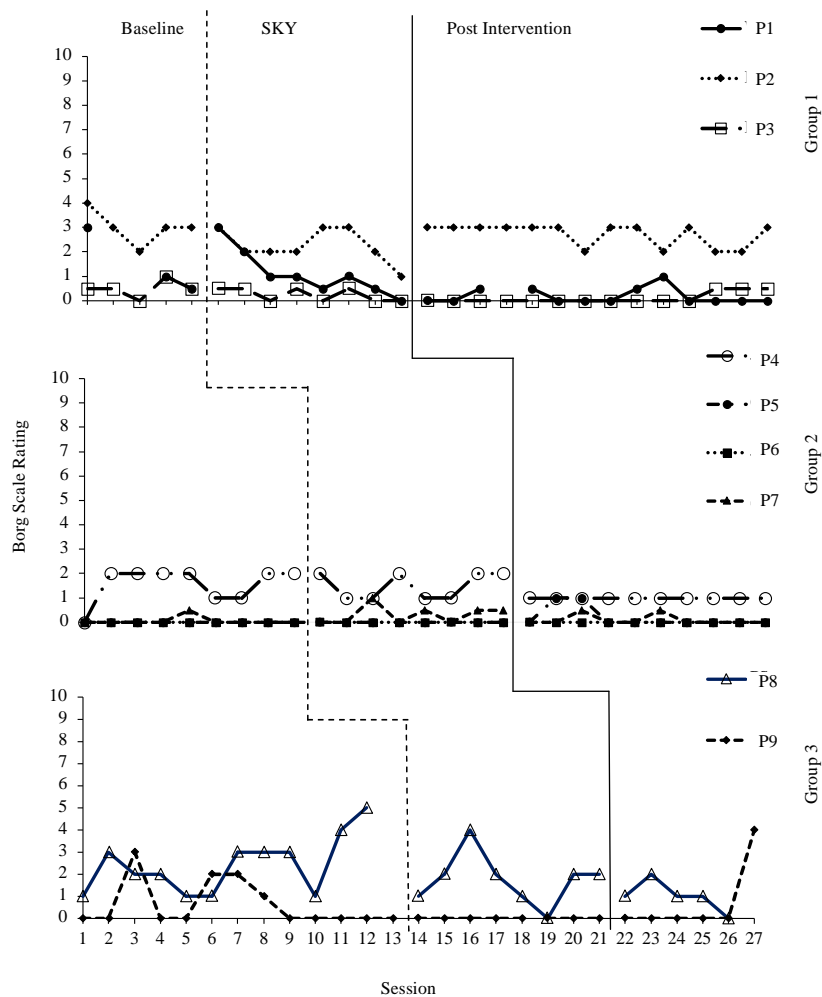 Baseline SKY Post Intervention
P1
P2
P3
Group 1
10
9
8
7
6
5
4
3
2
1
0
P4
P5
P6
P7
Group 2
10
9
8
7
6
5
4
3
2
1
0
Borg Scale Rating
P8
P9
Group 3
10
9
8
7
6
5
4
3
2
1
0
1 2 3 4 5 6 7 8 9 10 11 12 13 14 15 16 17 18 19 20 21 22 23 24 25 26 27
Session